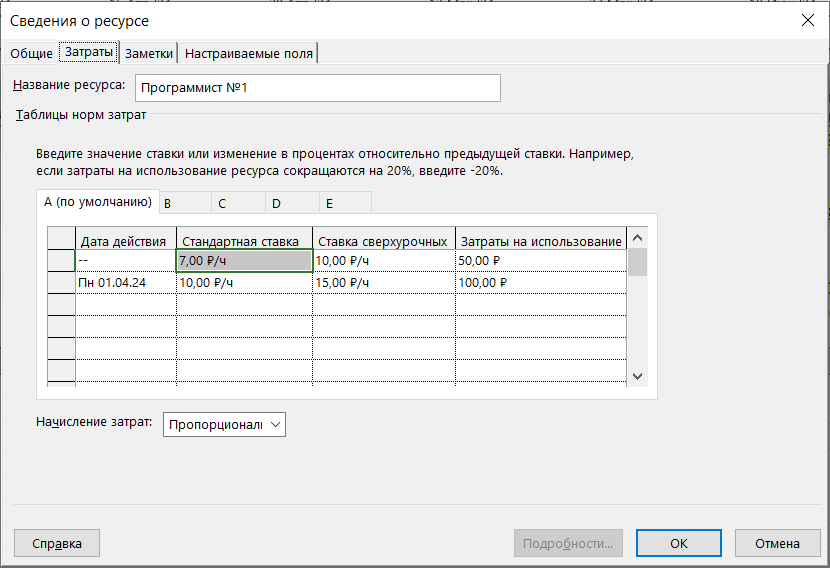 Сведения о ресурсе
Общие Затраты Заметки Настраиваемые поля
Название ресурса: Программист №1
Таблицы норм затрат
Введите значение ставки или изменение в процентах относительно предыдущей ставки. Например,
если затраты на использование ресурса сокращаются на 20%, введите -20%.
A (по умолчанию) B C D E
Дата действия Стандартная ставка Ставка сверхурочных Затраты на использование
-- 7,00 ₽/ч 10,00 ₽/ч 50,00 ₽
Пн 01.04.24 10,00 ₽/ч 15,00 ₽/ч 100,00 ₽
Начисление затрат: Пропорционалы
Справка Подробности... ОК Отмена